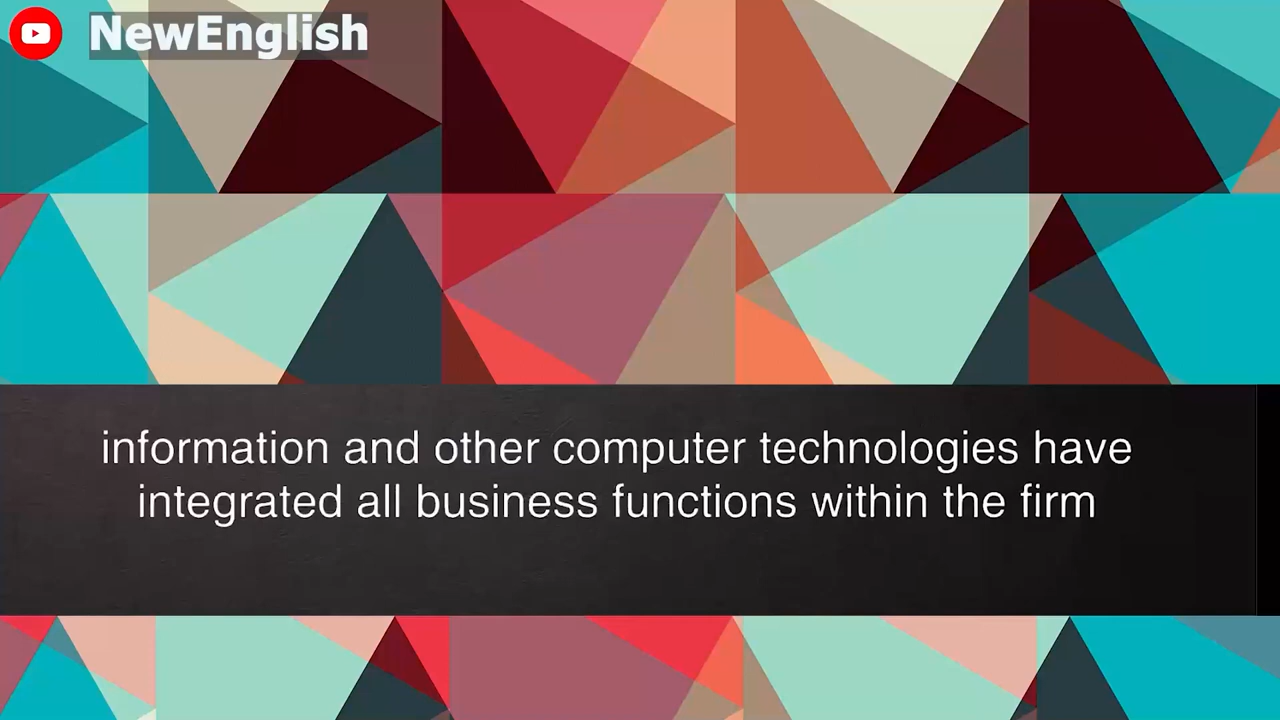 NewEnglish
information and other computer technologies have
integrated all business functions within the firm